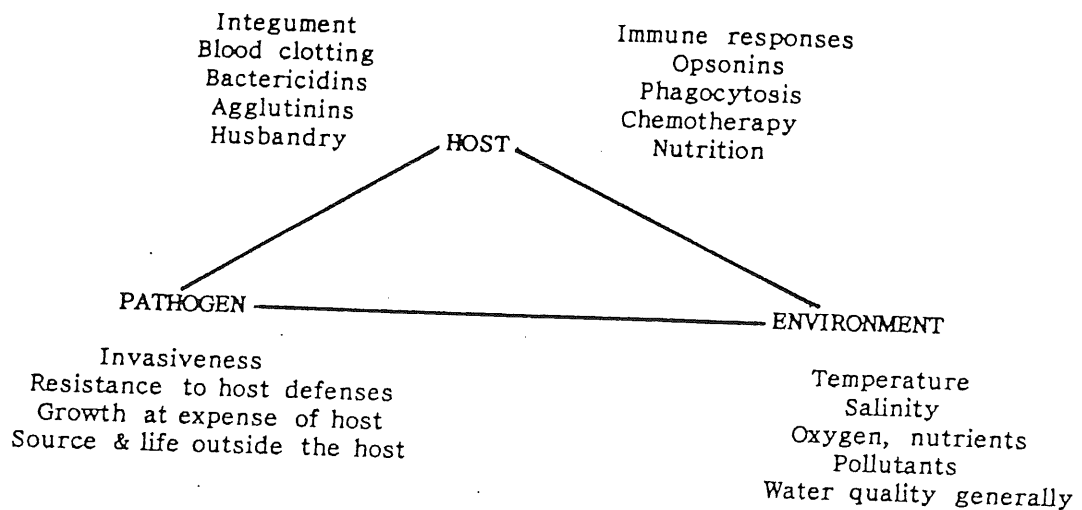 Integument
Blood clotting
Bactericidins
Agglutinins
Husbandry
Immune responses
Opsonins
Phagocytosis
Chemotherapy
Nutrition
HOST
PATHOGEN
ENVIRONMENT
Invasiveness
Resistance to host defenses
Growth at expense of host
Source & life outside the host
Temperature
Salinity
Oxygen, nutrients
Pollutants
Water quality generally